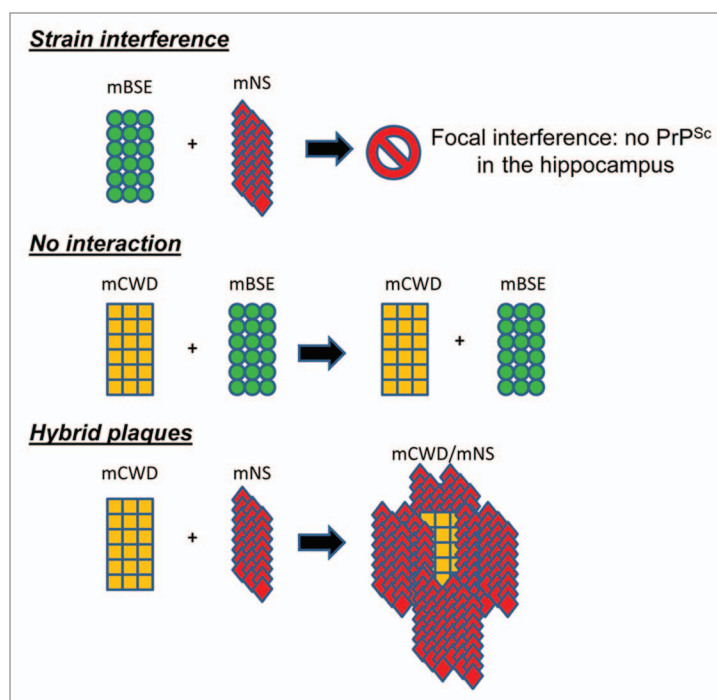 Strain interference
mBSE
mNS
+
Focal interference: no PrPSc
in the hippocampus
No interaction
mCWD
mBSE
mCWD
mBSE
+
+
Hybrid plaques
mCWD
mNS
mCWD/mNS
+